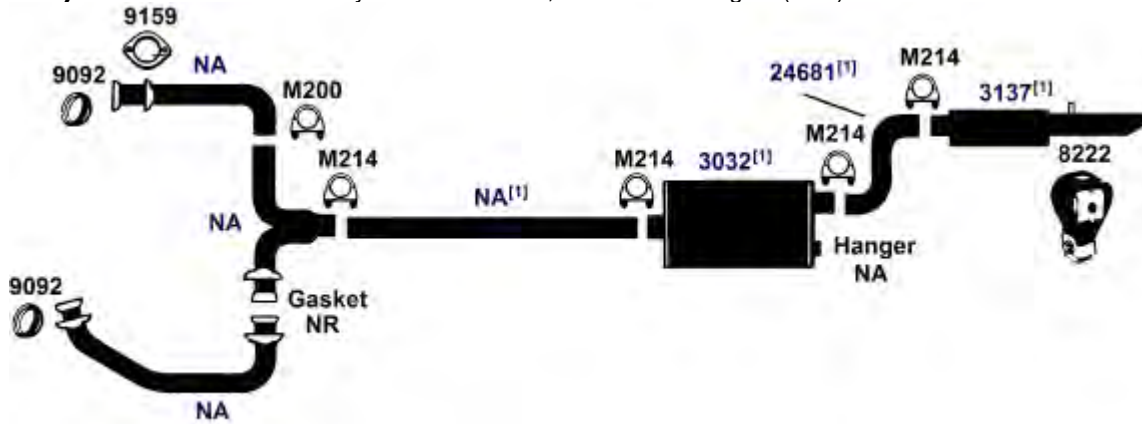 9159
9092
NA
M200
24681[1]
M214
3137[1]
M214
M214
3032[1]
M214
8222
NA[1]
NA
Hanger
NA
9092
Gasket
NR
NA